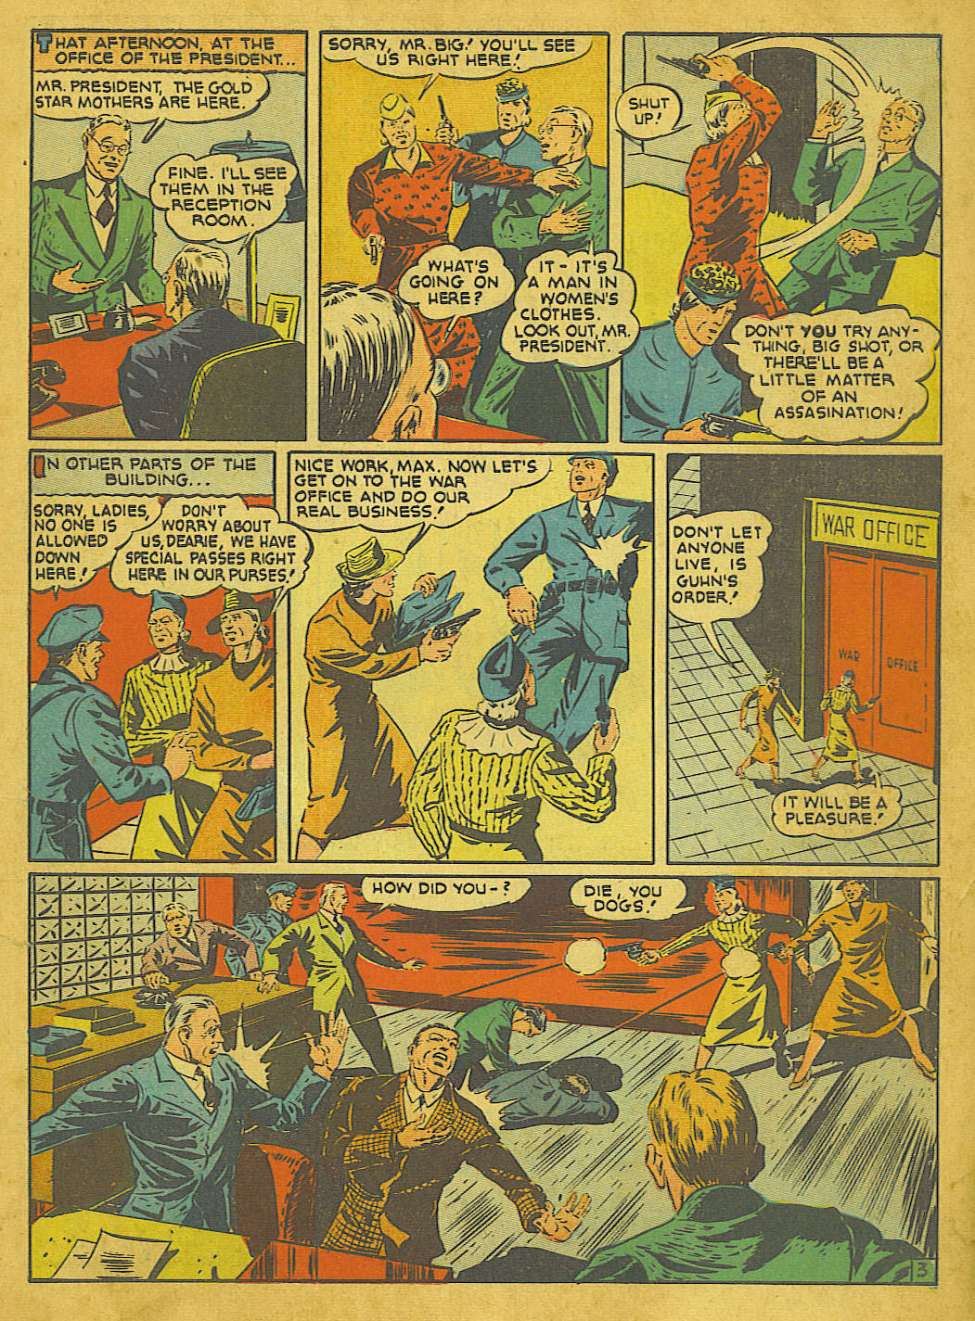 THAT AFTERNOON, AT THE
OFFICE OF THE PRESIDENT...
MR. PRESIDENT, THE GOLD
STAR MOTHERS ARE HERE.
FINE. I'LL SEE
THEM IN THE
RECEPTION
ROOM.
SORRY, MR. BIG! YOU'LL SEE
US RIGHT HERE!
WHAT'S
GOING ON
HERE?
IT - IT'S
A MAN IN
WOMEN'S
CLOTHES.
LOOK OUT, MR.
PRESIDENT.
SHUT
UP!
DON'T YOU TRY ANY-
THING, BIG SHOT, OR
THERE'LL BE A
LITTLE MATTER
OF AN
ASSASINATION!
IN OTHER PARTS OF THE
BUILDING...
SORRY, LADIES,
NO ONE IS
ALLOWED
DOWN
HERE!
DON'T
WORRY ABOUT
US, DEARIE, WE HAVE
SPECIAL PASSES RIGHT
HERE IN OUR PURSES!
NICE WORK, MAX. NOW LET'S
GET ON TO THE WAR
OFFICE AND DO OUR
REAL BUSINESS!
DON'T LET
ANYONE
LIVE, IS
GUHN'S
ORDER!
WAR OFFICE
WAR OFFICE
IT WILL BE A
PLEASURE!
HOW DID YOU-?
DIE, YOU
DOGS!
3